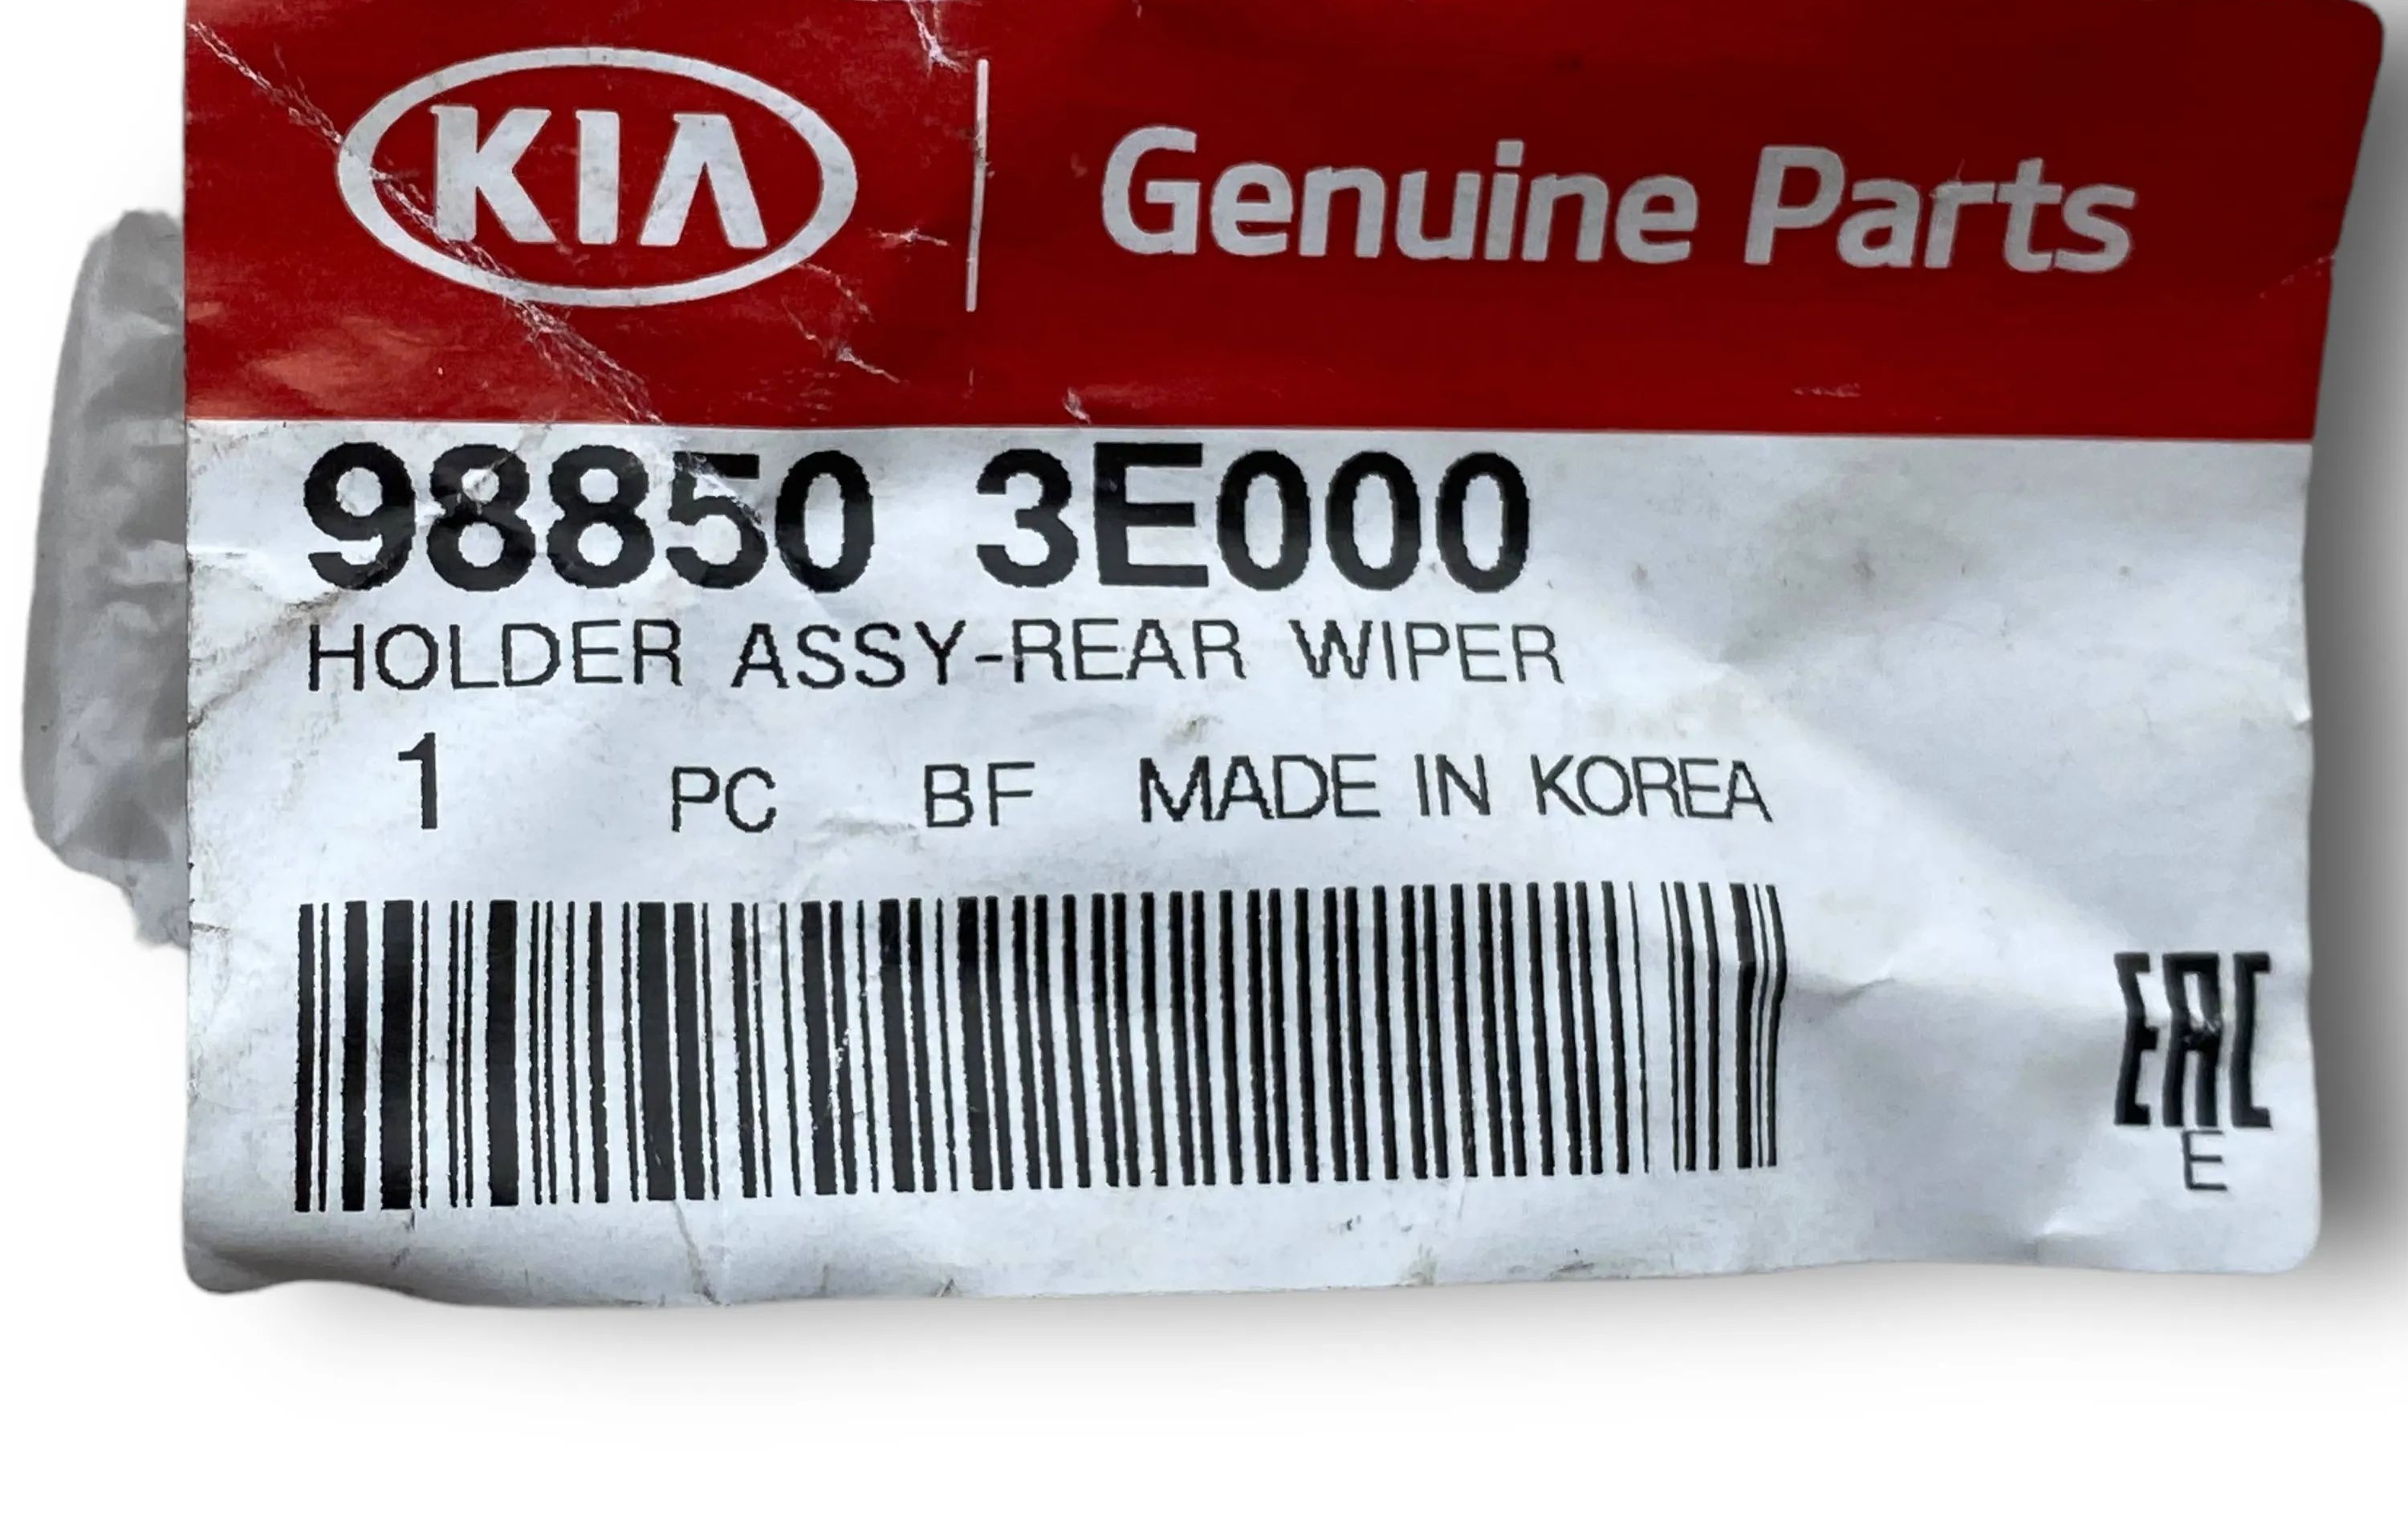 KIA Genuine Parts
98850 3E000
HOLDER ASSY-REAR WIPER
1 PC BF MADE IN KOREA
EAC
E